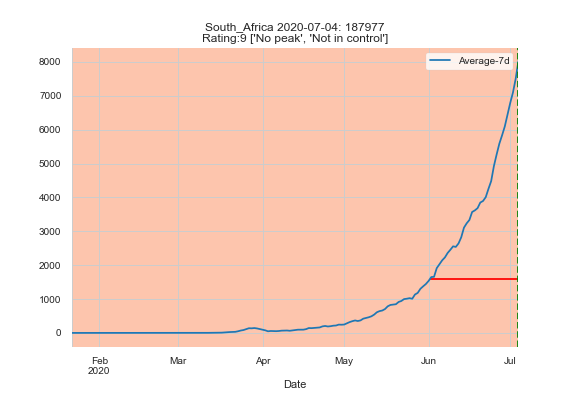 South_Africa 2020-07-04: 187977
Rating:9 ['No peak', 'Not in control']
Average-7d
8000
7000
6000
5000
4000
3000
2000
1000
0
Feb Mar Apr May Jun Jul
2020
Date